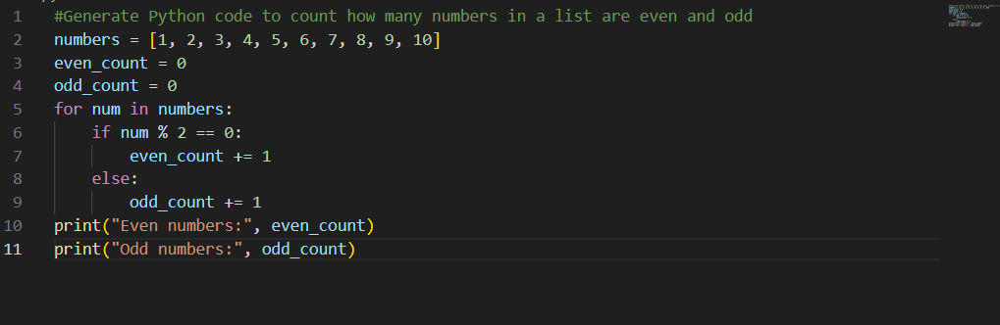 1 #Generate Python code to count how many numbers in a list are even and odd
2 numbers = [1, 2, 3, 4, 5, 6, 7, 8, 9, 10]
3 even_count = 0
4 odd_count = 0
5 for num in numbers:
6     if num % 2 == 0:
7         even_count += 1
8     else:
9         odd_count += 1
10 print("Even numbers:", even_count)
11 print("Odd numbers:", odd_count)